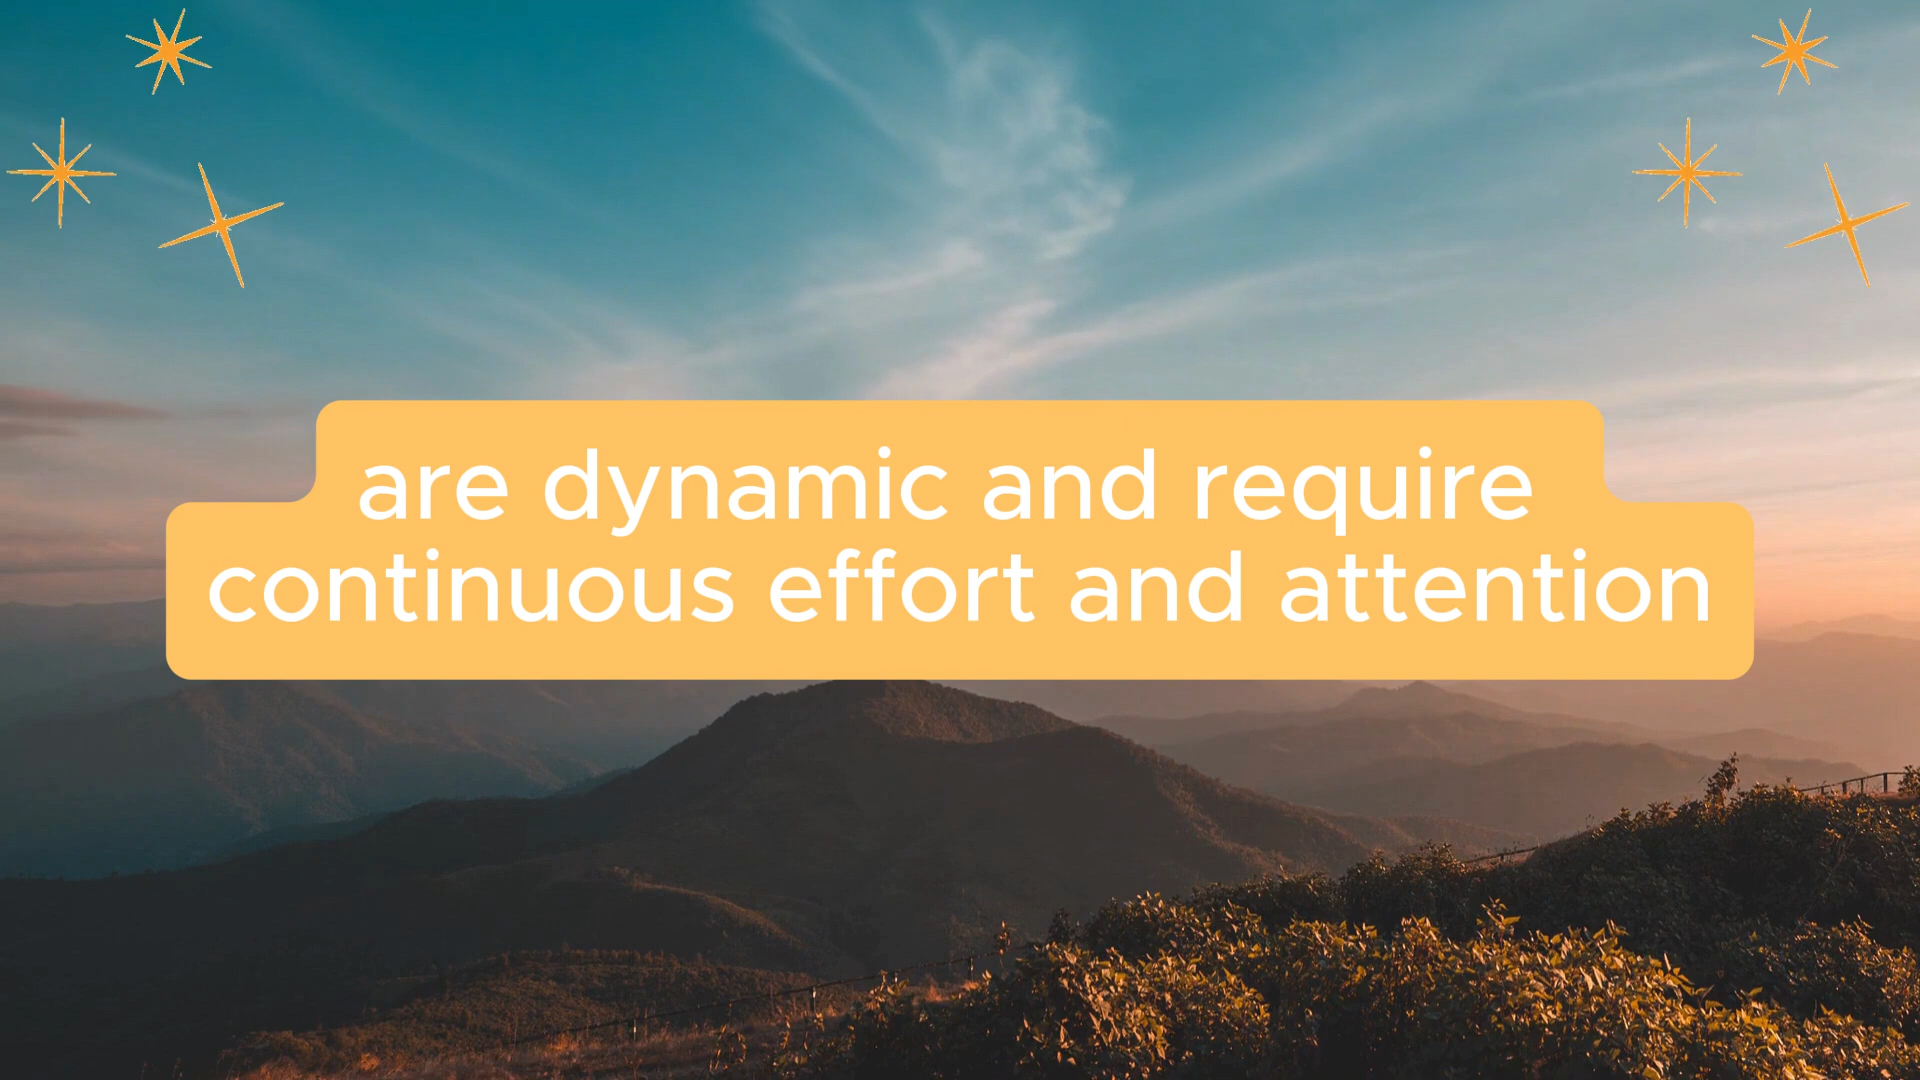 are dynamic and require
continuous effort and attention